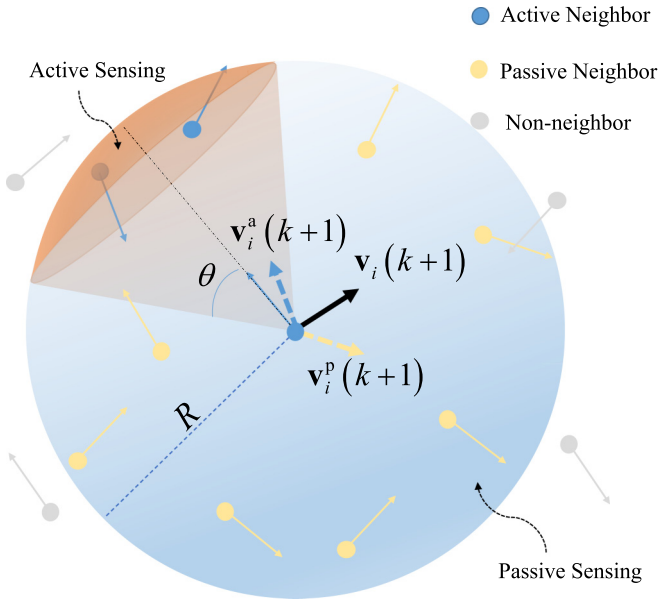 Active Neighbor
Active Sensing
Passive Neighbor
Non-neighbor
v_i^a(k+1)
v_i(k+1)
θ
v_i^p(k+1)
R
Passive Sensing